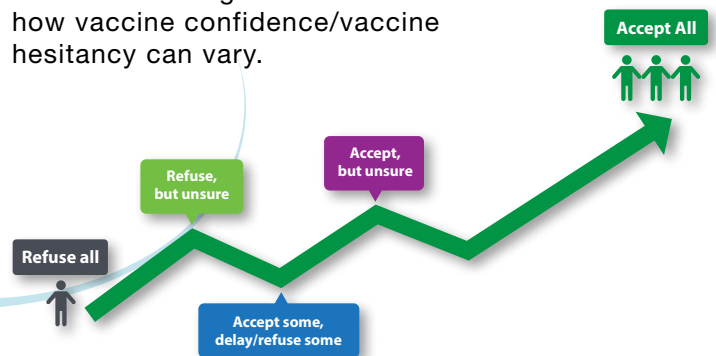 how vaccine confidence/vaccine
hesitancy can vary.
Accept All
Accept,
but unsure
Refuse,
but unsure
Refuse all
Accept some,
delay/refuse some